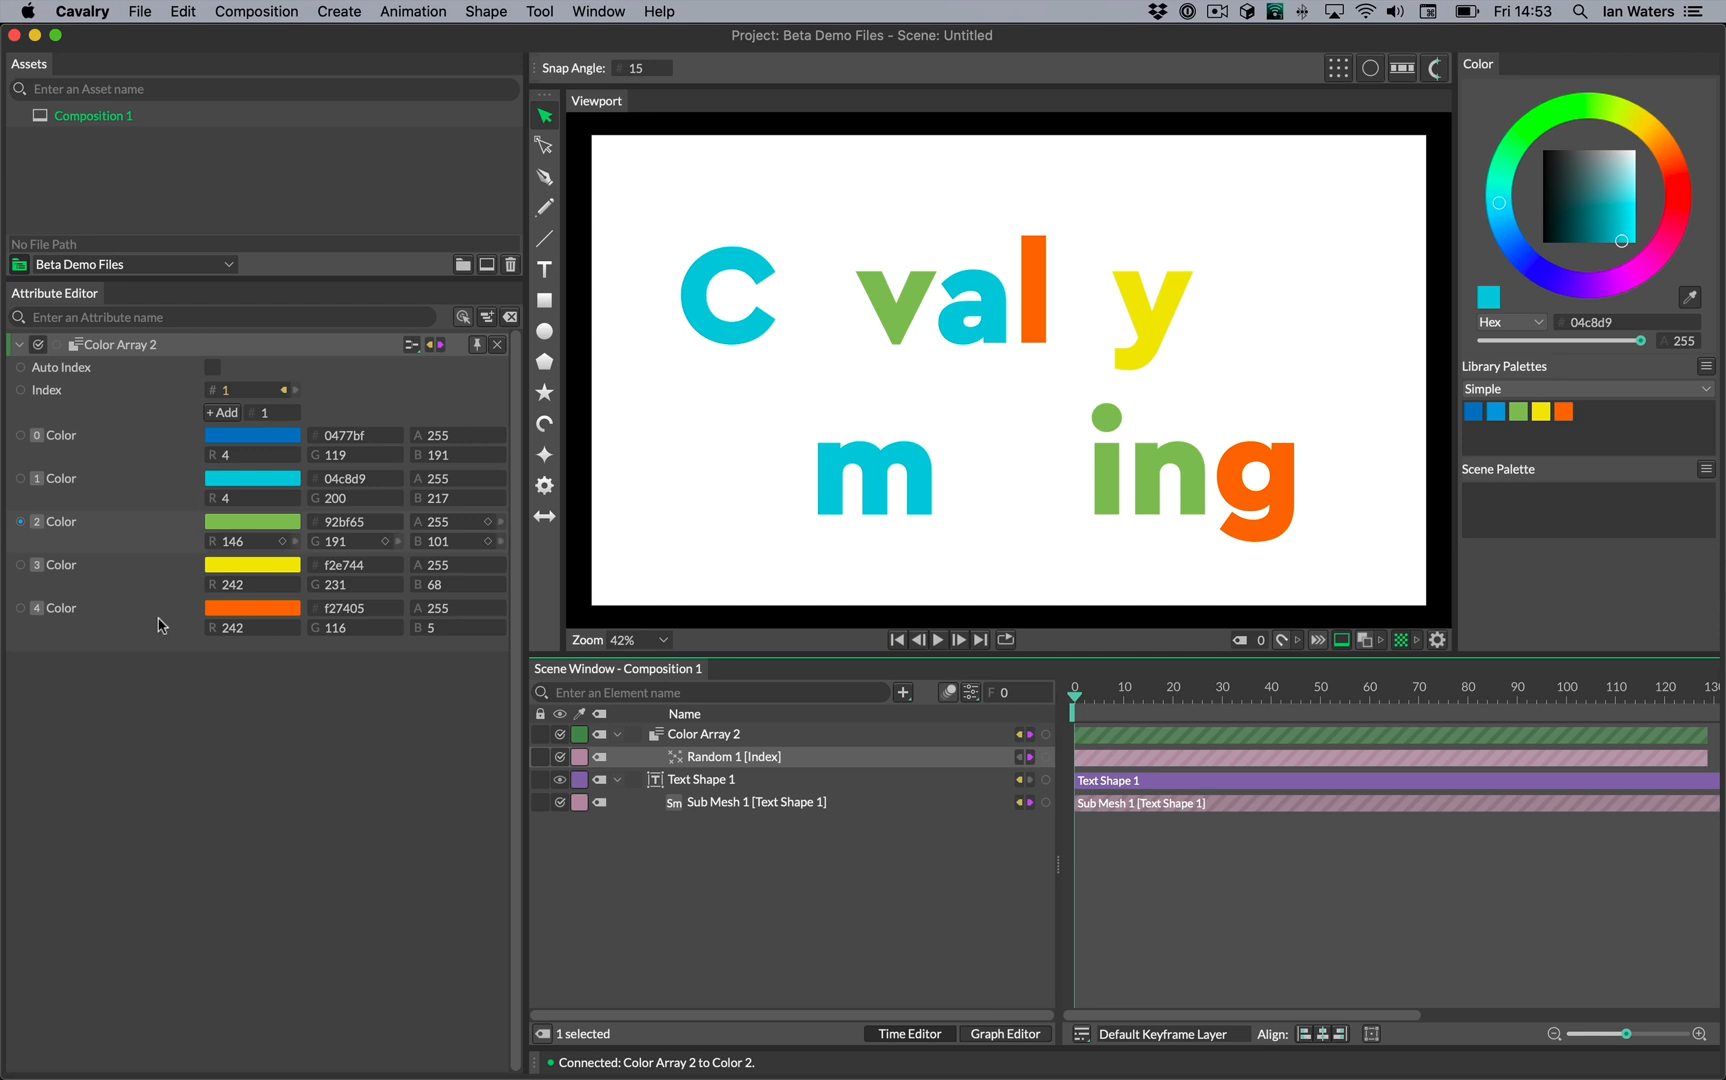 Cavalry File Edit Composition Create Animation Shape Tool Window Help Fri 14:53 Ian Waters
Project: Beta Demo Files - Scene: Untitled
Assets
Enter an Asset name
Composition 1
No File Path
Beta Demo Files
Attribute Editor
Enter an Attribute name
Color Array 2
Auto Index
Index # 1
+ Add # 1
0 Color # 0477bf A 255
R 4 G 119 B 191
1 Color # 04c8d9 A 255
R 4 G 200 B 217
2 Color # 92bf65 A 255
R 146 G 191 B 101
3 Color # f2e744 A 255
R 242 G 231 B 68
4 Color # f27405 A 255
R 242 G 116 B 5
Snap Angle: # 15
Viewport
C val y
m ing
Zoom 42%
0
Color
Hex # 04c8d9
A 255
Library Palettes
Simple
Scene Palette
Scene Window - Composition 1
Enter an Element name F 0
Name
Color Array 2
Random 1 [Index]
Text Shape 1
Sm Sub Mesh 1 [Text Shape 1]
0 10 20 30 40 50 60 70 80 90 100 110 120
Text Shape 1
Sub Mesh 1 [Text Shape 1]
1 selected
Time Editor Graph Editor
Default Keyframe Layer Align:
Connected: Color Array 2 to Color 2.